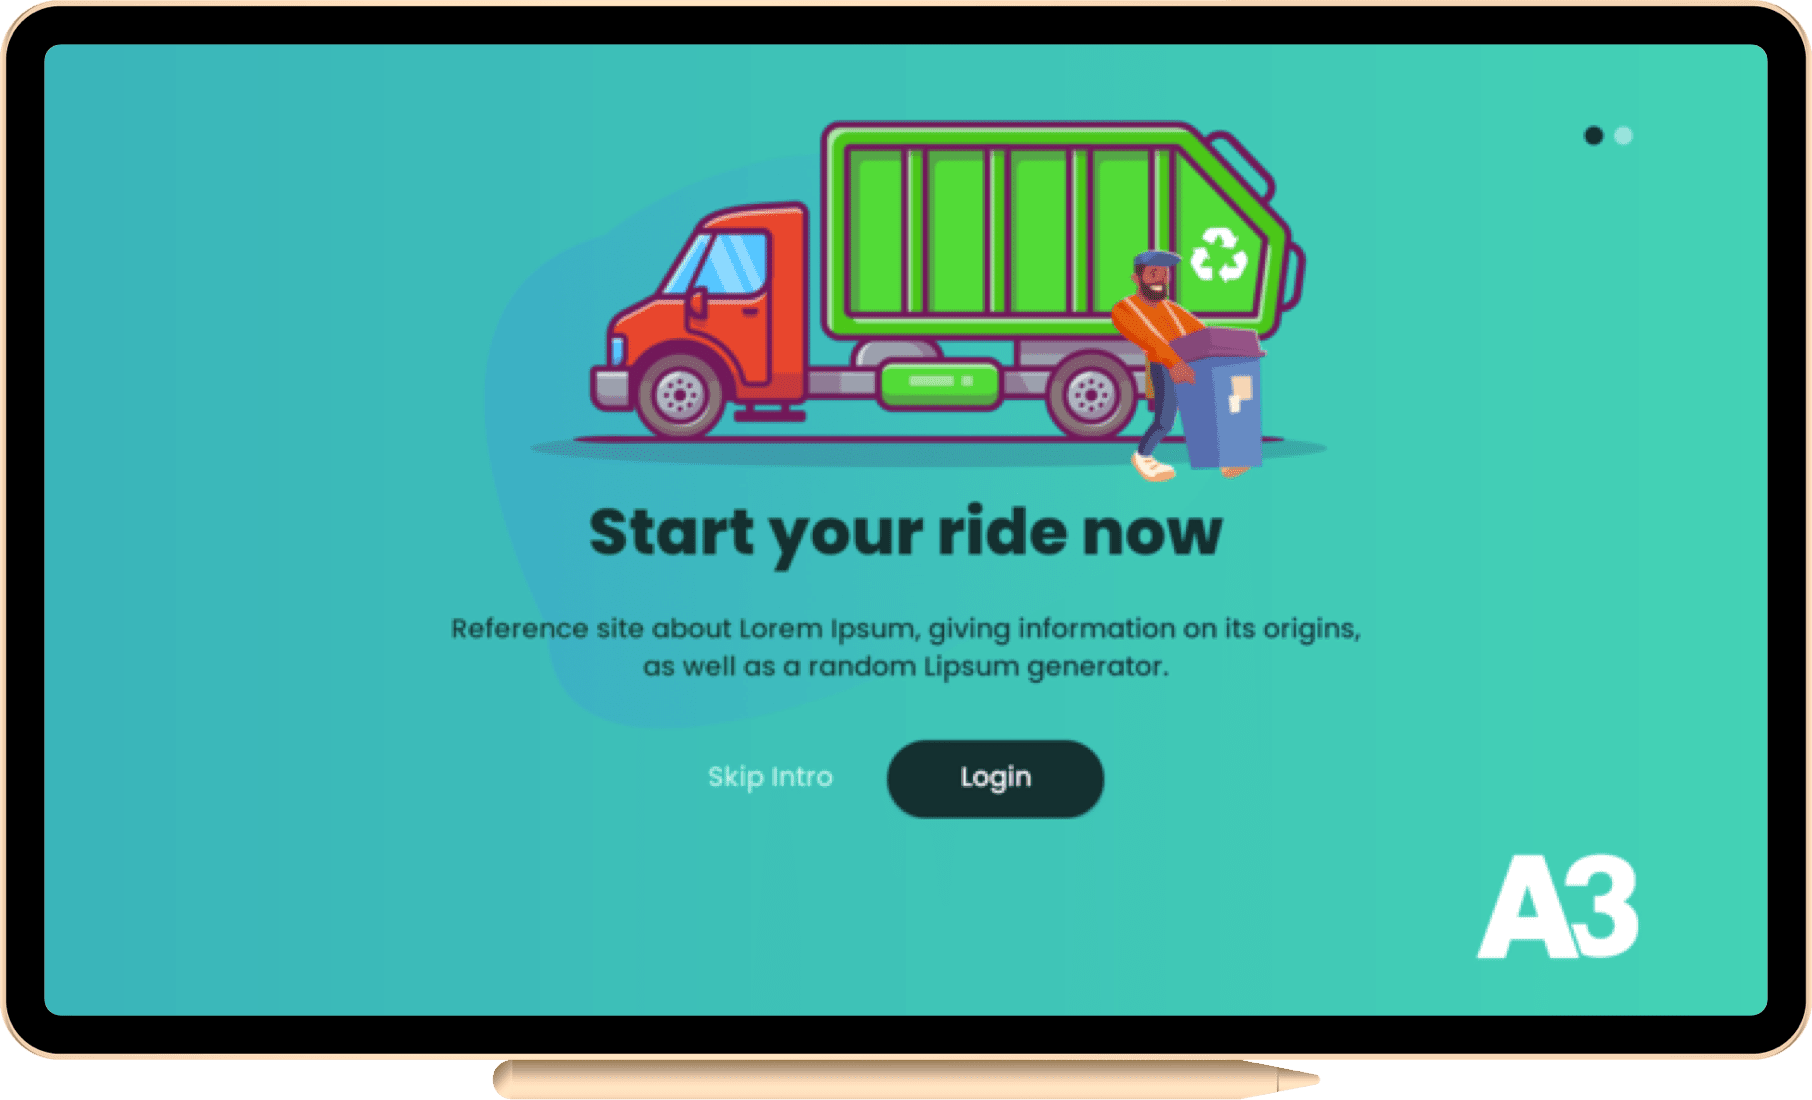 Start your ride now
Reference site about Lorem Ipsum, giving information on its origins,
as well as a random Lipsum generator.
Skip Intro
Login
A3